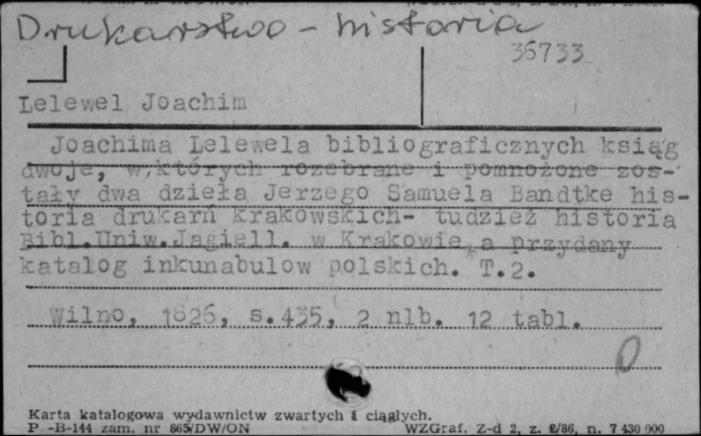 Drukarstwo - historia
36733
Lelewel Joachim
Joachima Lelewela bibliograficznych ksiąg
dwoje, w których rozebrane i pomnożone zos-
tały dwa dzieła Jerzego Samuela Bandtke his-
toria drukarń krakowskich- tudzież historia
Bibl.Uniw.Jagiell. w Krakowie, a przydany
katalog inkunabulow polskich. T.2.
Wilno, 1826, s.435, 2 nlb. 12 tabl.
0
Karta katalogowa wydawnictw zwartych i ciągłych.
P -B-144 zam. nr 865/DW/ON WZGraf. Z-d 2, z. 2/86, n. 7 430 000